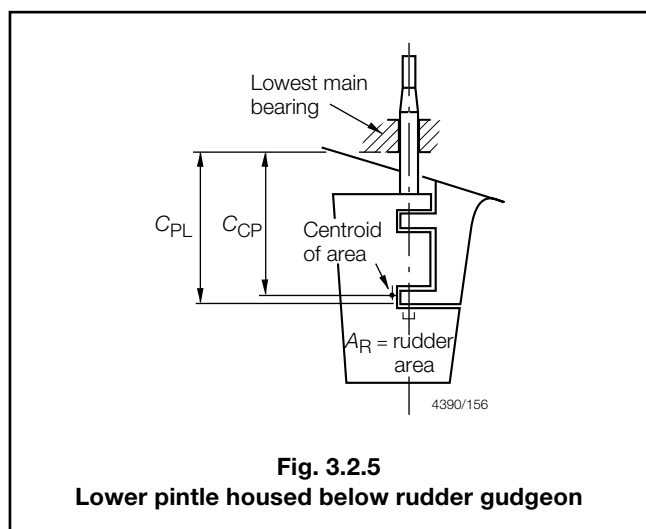 Lowest main
bearing
CPL
CCP
Centroid
of area
AR = rudder
area
4390/156
Fig. 3.2.5
Lower pintle housed below rudder gudgeon